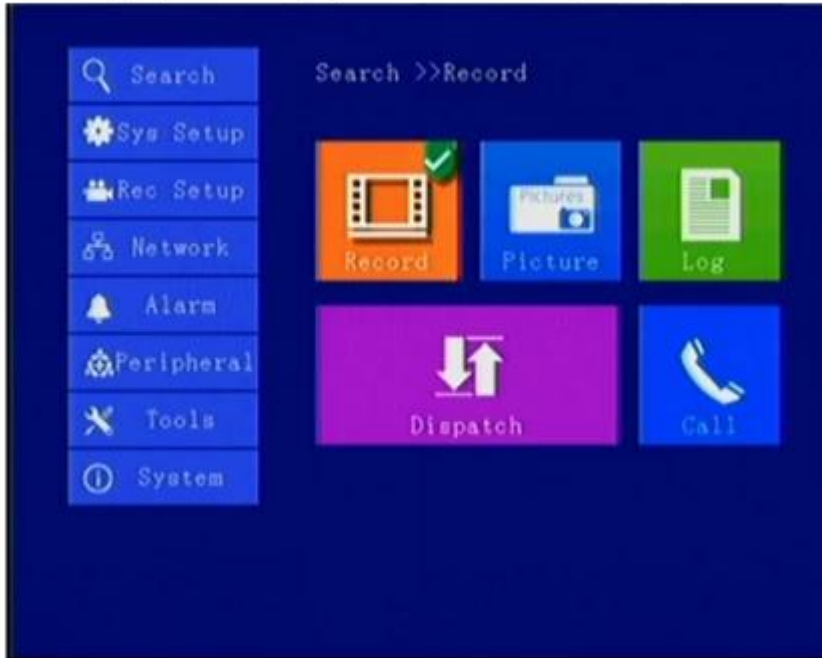 Search
Sys Setup
Rec Setup
Network
Alarm
Peripheral
Tools
System
Search >>Record
Record
Pictures
Picture
Log
Dispatch
Call